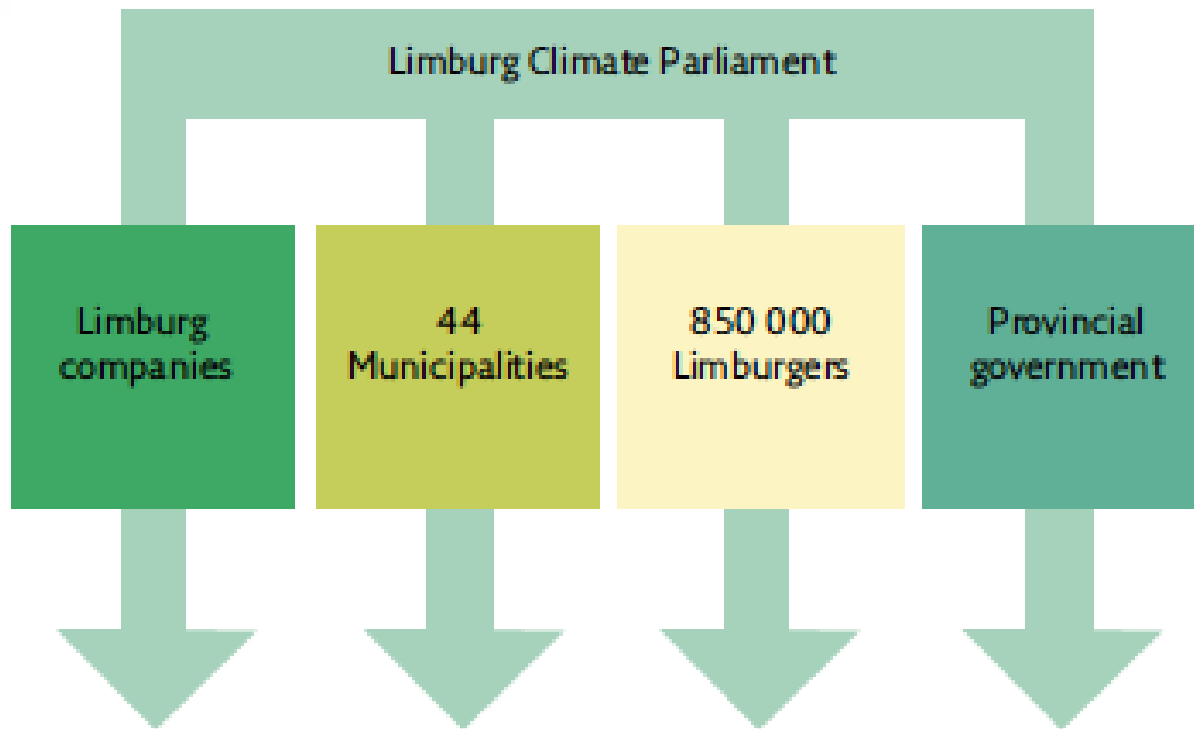 Limburg Climate Parliament
Limburg
companies
44
Municipalities
850 000
Limburgers
Provincial
government